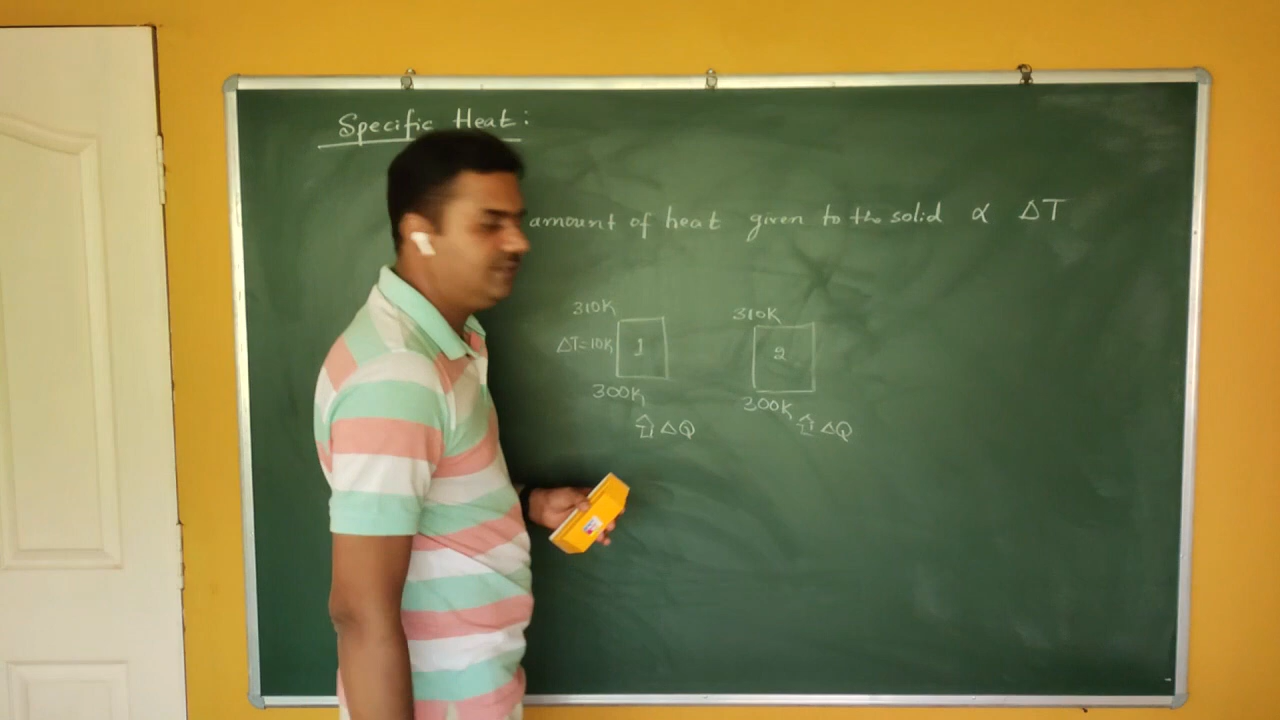 Specific Heat:
amount of heat given to the solid ∝ ΔT
310K 310K
ΔT=10K 1 2
300K 300K
⇧ ΔQ ⇧ ΔQ